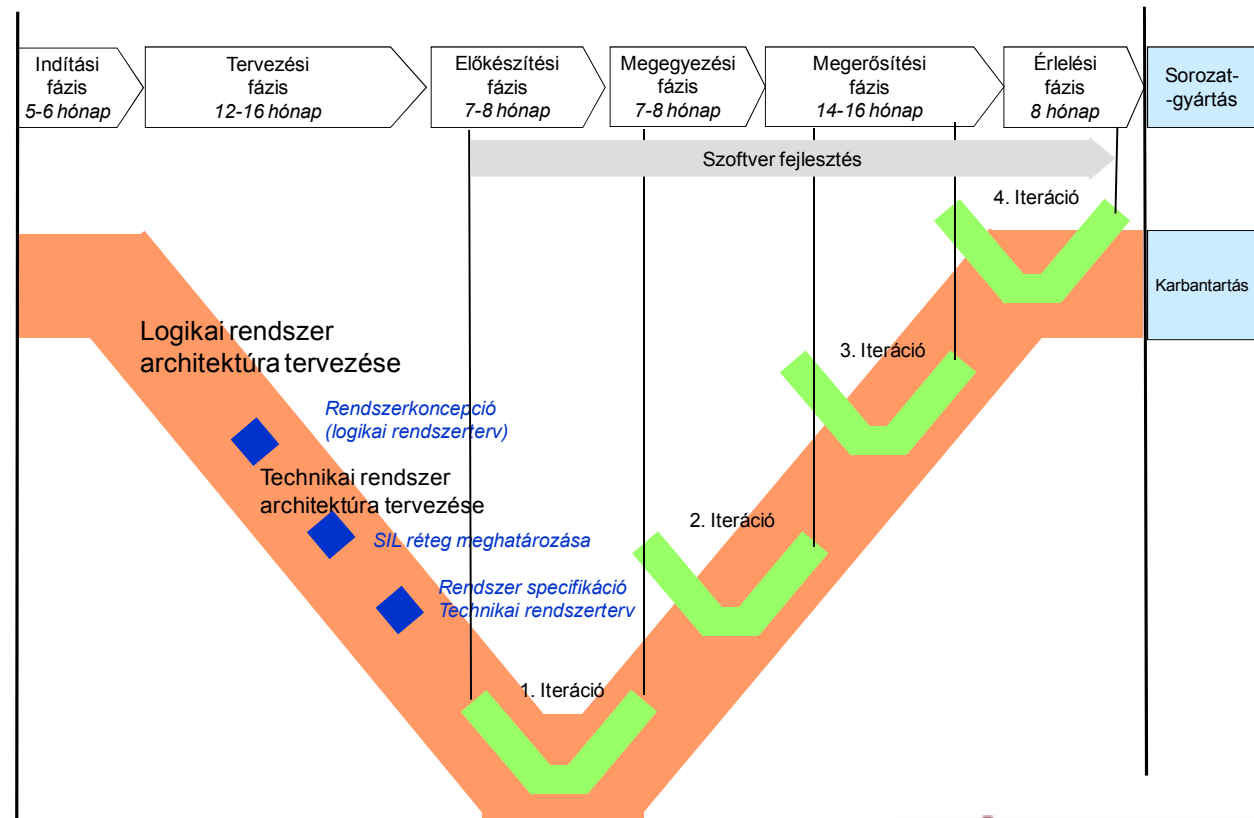 Indítási
fázis
5-6 hónap
Tervezési
fázis
12-16 hónap
Előkészítési
fázis
7-8 hónap
Megegyezési
fázis
7-8 hónap
Megerősítési
fázis
14-16 hónap
Érlelési
fázis
8 hónap
Sorozat-
-gyártás
Szoftver fejlesztés
4. Iteráció
Karbantartás
Logikai rendszer
architektúra tervezése
3. Iteráció
Rendszerkoncepció
(logikai rendszerterv)
Technikai rendszer
architektúra tervezése
2. Iteráció
SIL réteg meghatározása
Rendszer specifikáció
Technikai rendszerterv
1. Iteráció